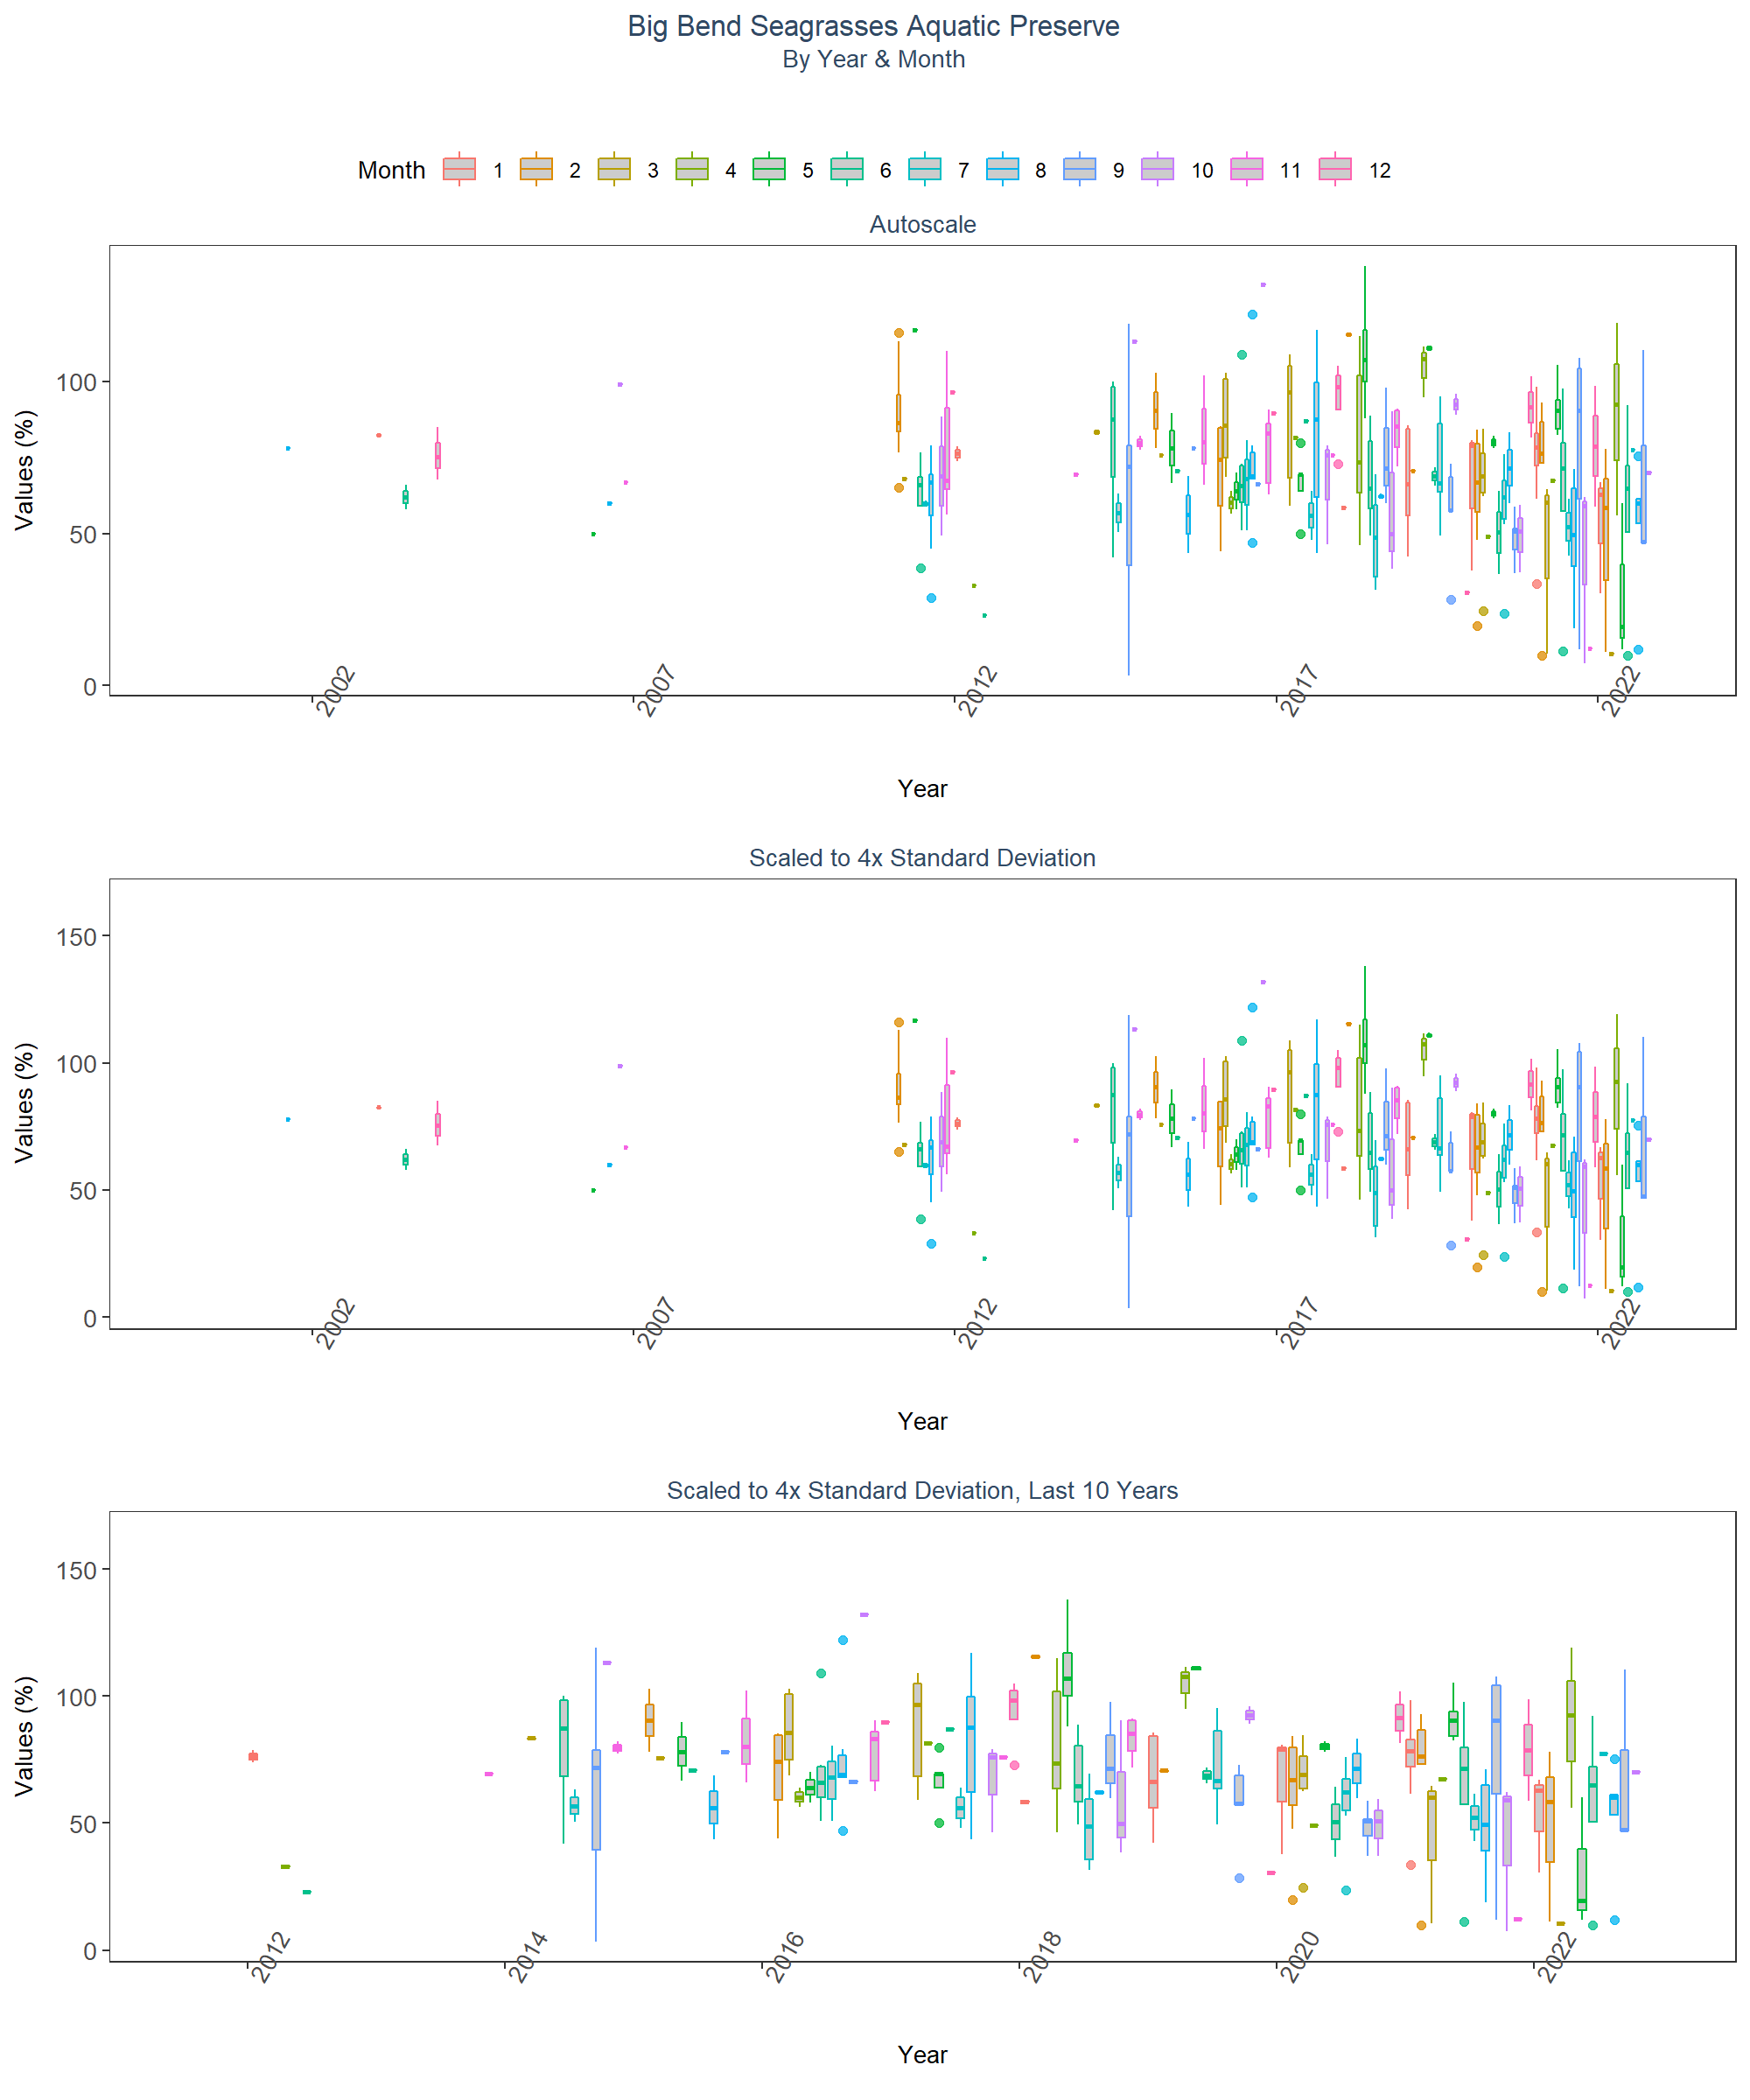 Big Bend Seagrasses Aquatic Preserve
By Year & Month
Month 1 2 3 4 5 6 7 8 9 10 11 12
Autoscale
Values (%)
100
50
0
2002 2007 2012 2017 2022
Year
Scaled to 4x Standard Deviation
Values (%)
150
100
50
0
2002 2007 2012 2017 2022
Year
Scaled to 4x Standard Deviation, Last 10 Years
Values (%)
150
100
50
0
2012 2014 2016 2018 2020 2022
Year